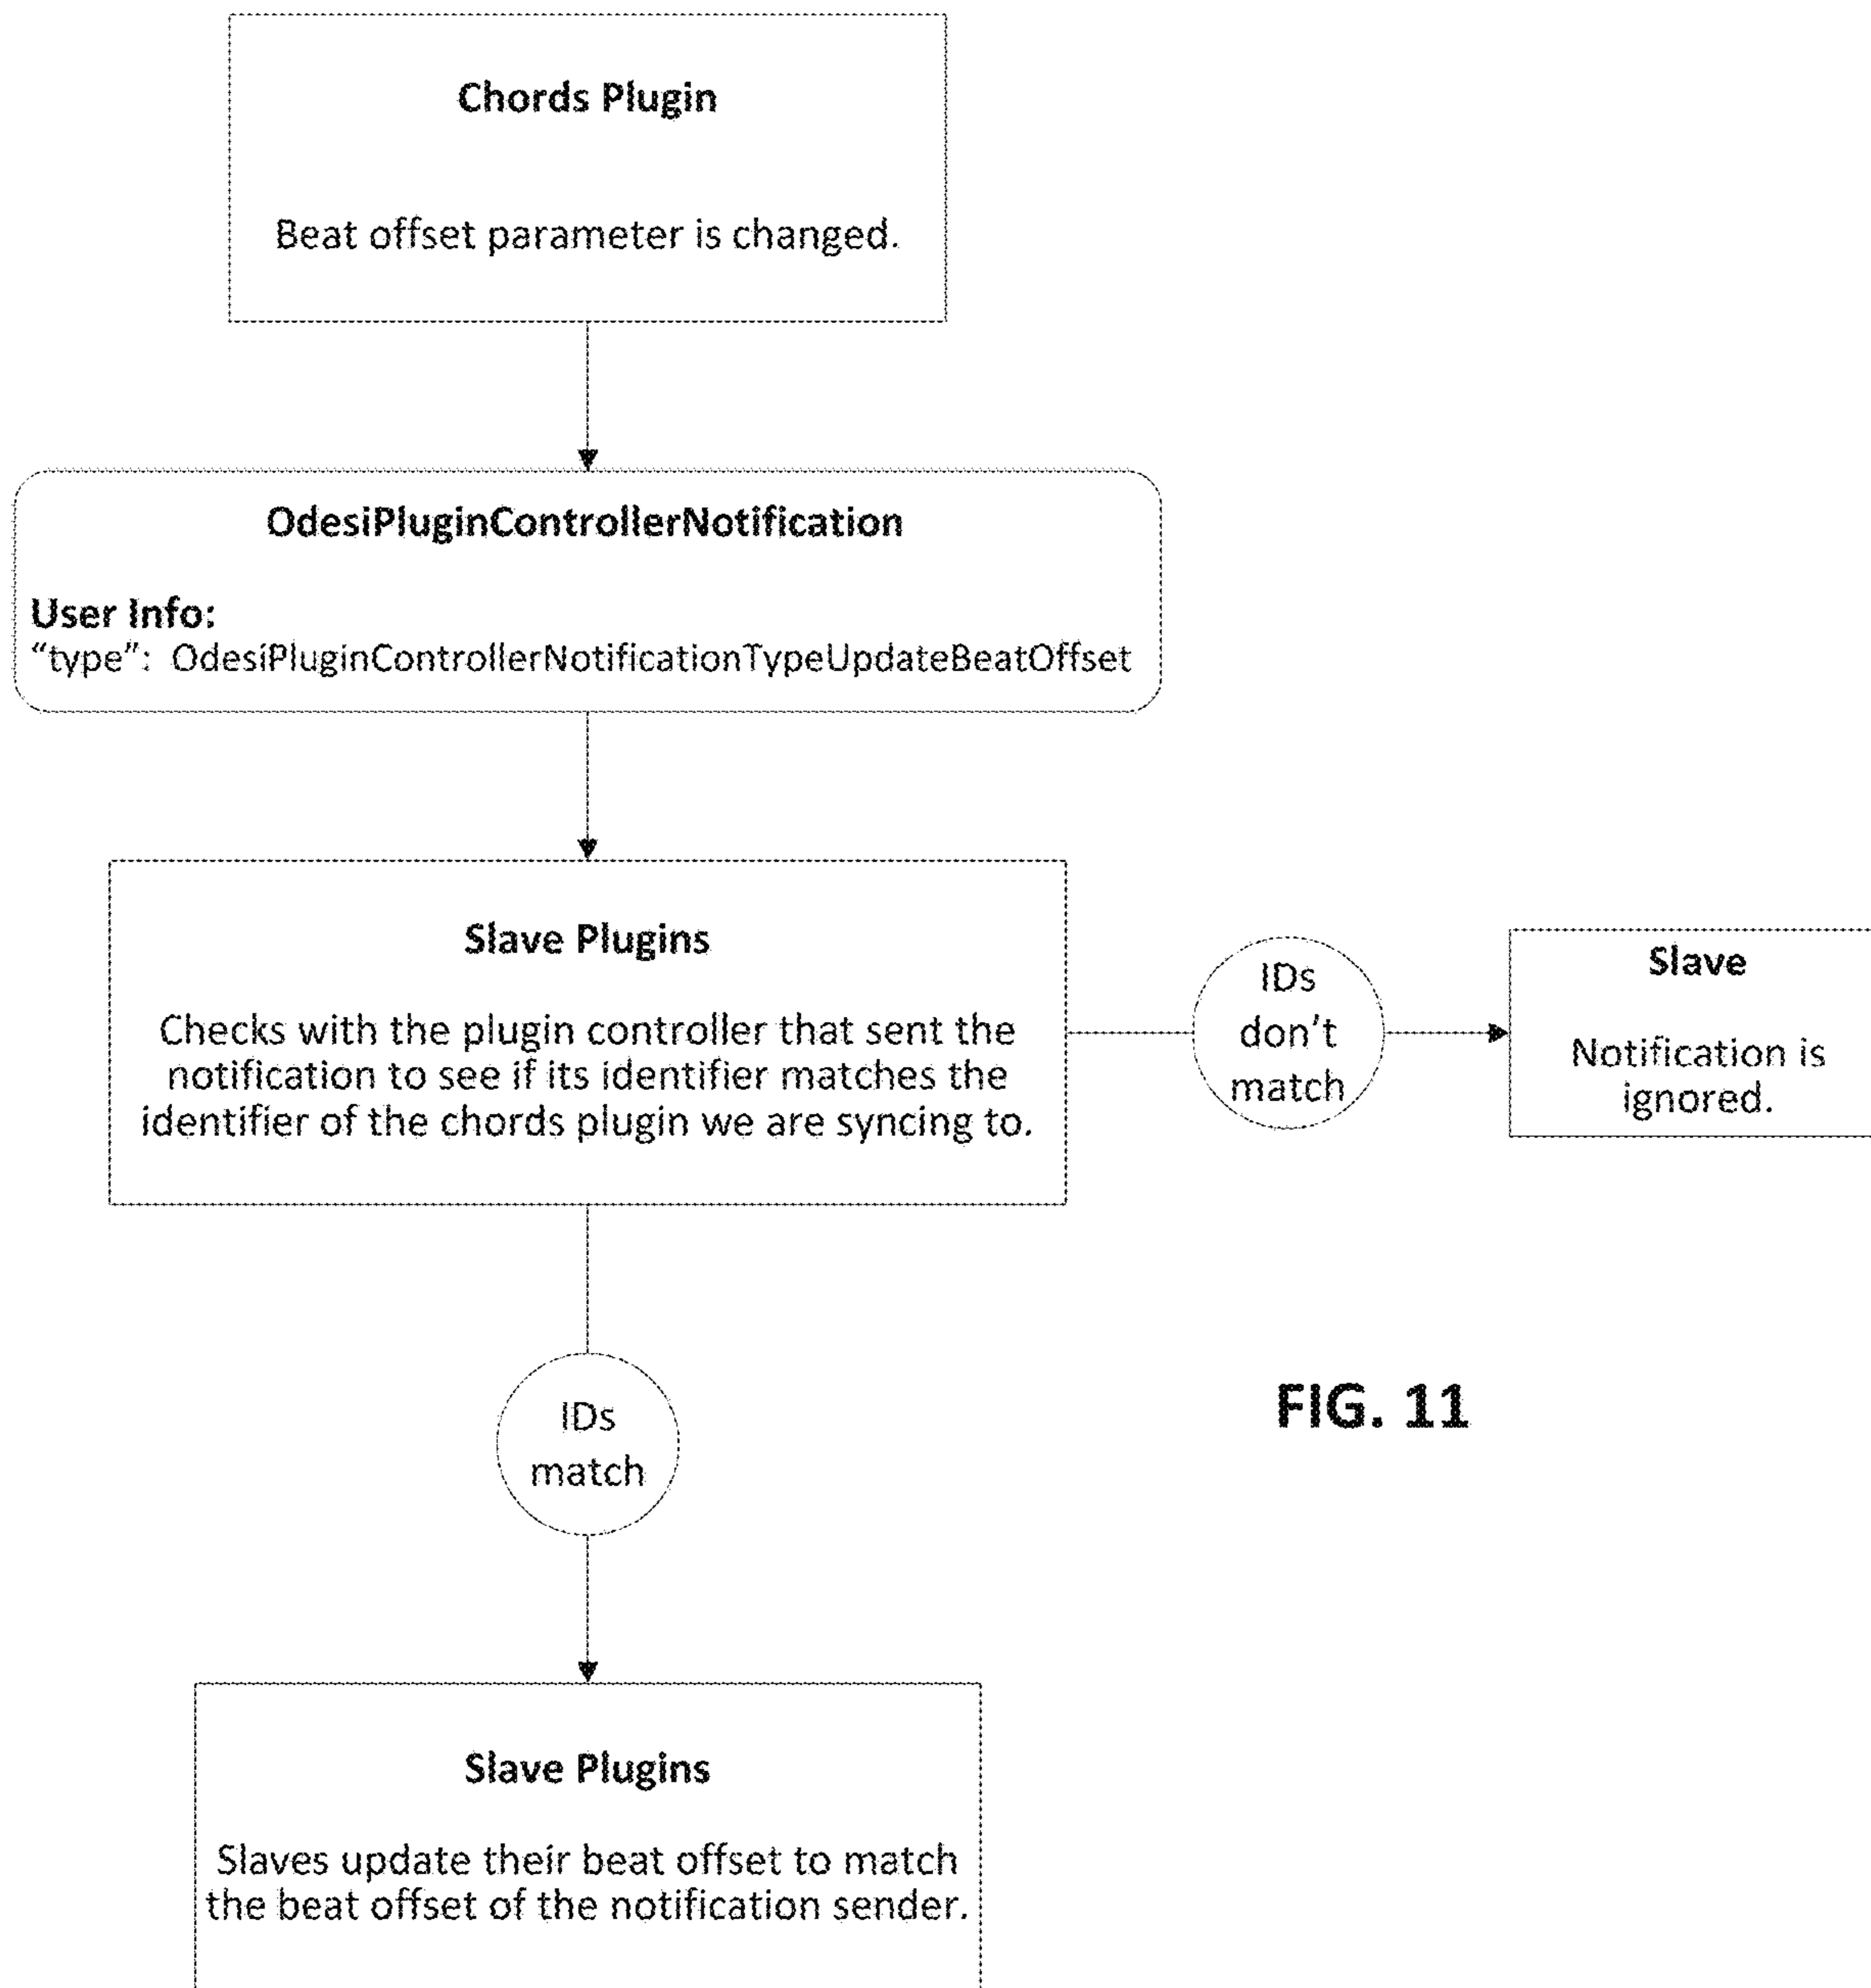 Chords Plugin
Beat offset parameter is changed.
OdesiPluginControllerNotification
User Info:
“type”: OdesiPluginControllerNotificationTypeUpdateBeatOffset
Slave Plugins
Checks with the plugin controller that sent the
notification to see if its identifier matches the
identifier of the chords plugin we are syncing to.
IDs
don’t
match
Slave
Notification is
ignored.
IDs
match
FIG. 11
Slave Plugins
Slaves update their beat offset to match
the beat offset of the notification sender.